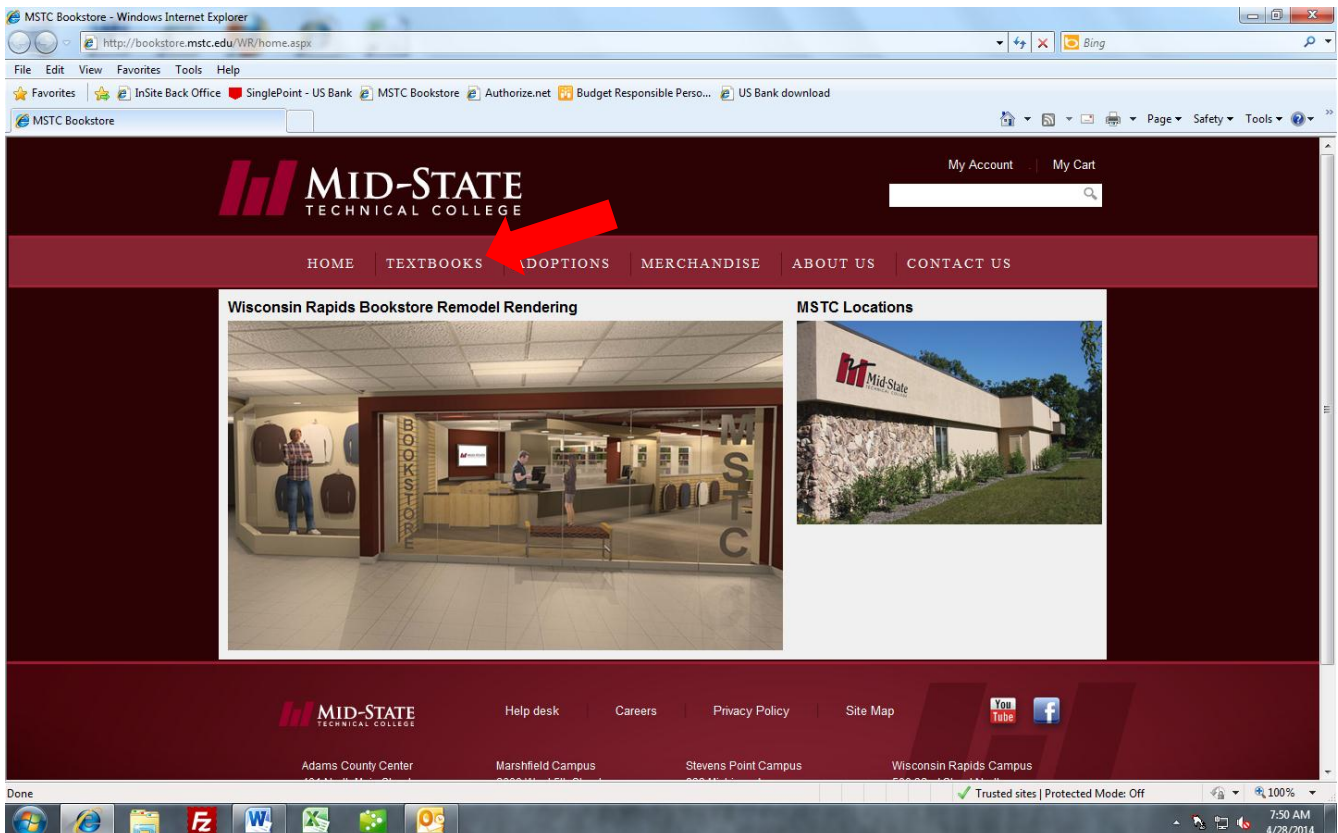 MSTC Bookstore - Windows Internet Explorer
http://bookstore.mstc.edu/WR/home.aspx
Bing
File Edit View Favorites Tools Help
Favorites InSite Back Office SinglePoint - US Bank MSTC Bookstore Authorize.net Budget Responsible Perso... US Bank download
MSTC Bookstore
Page Safety Tools
My Account | My Cart
MID-STATE
TECHNICAL COLLEGE
HOME TEXTBOOKS ADOPTIONS MERCHANDISE ABOUT US CONTACT US
Wisconsin Rapids Bookstore Remodel Rendering
MSTC Locations
BOOKSTORE
MSTC
Mid-State
MID-STATE
TECHNICAL COLLEGE
Help desk Careers Privacy Policy Site Map
You
Tube
Adams County Center Marshfield Campus Stevens Point Campus Wisconsin Rapids Campus
Done
Trusted sites | Protected Mode: Off
100%
7:50 AM
4/28/2014